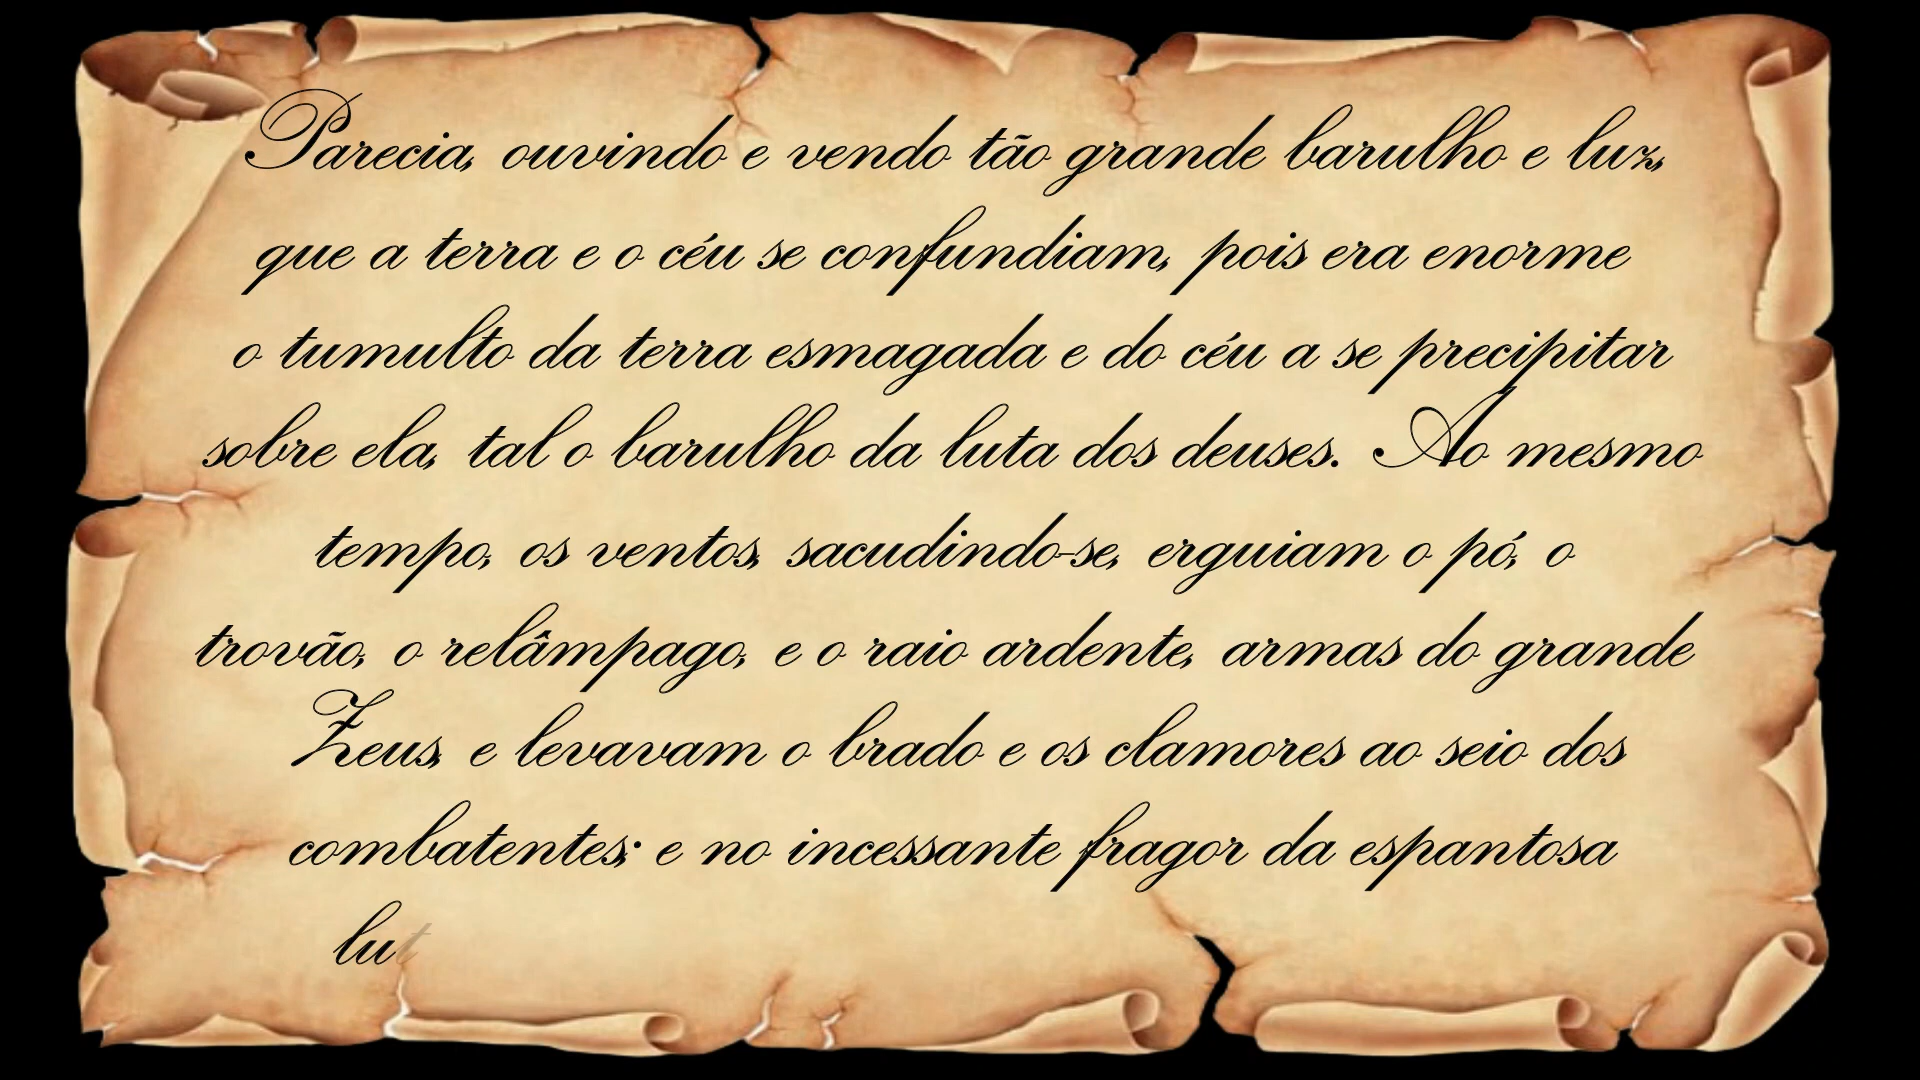 Parecia, ouvindo e vendo tão grande barulho e luz,
que a terra e o céu se confundiam, pois era enorme
o tumulto da terra esmagada e do céu a se precipitar
sobre ela, tal o barulho da luta dos deuses. Ao mesmo
tempo, os ventos, sacudindo-se, erguiam o pó, o
trovão, o relâmpago, e o raio ardente, armas do grande
Zeus, e levavam o brado e os clamores ao seio dos
combatentes; e no incessante fragor da espantosa
lut